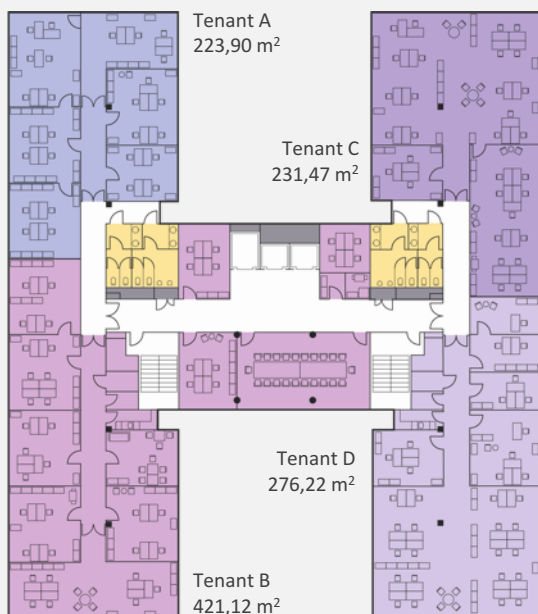 Tenant A
223,90 m²
Tenant C
231,47 m²
Tenant D
276,22 m²
Tenant B
421,12 m²